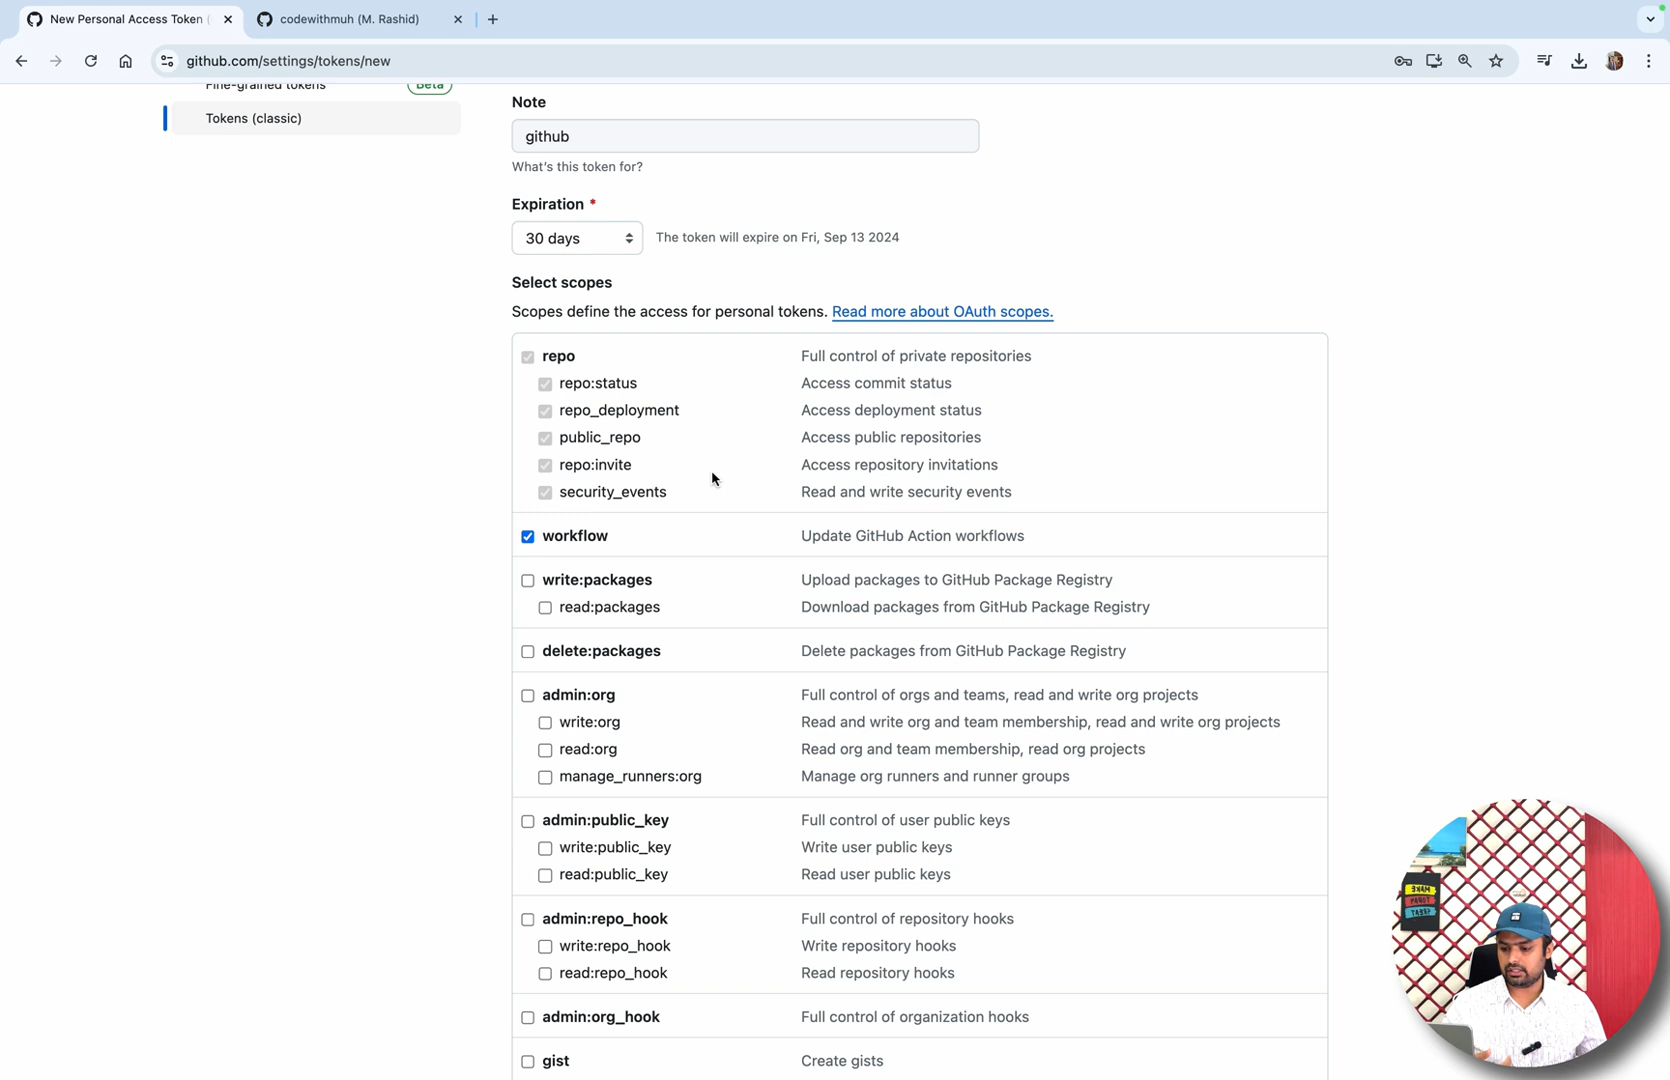 New Personal Access Token (
codewithmuh (M. Rashid)
github.com/settings/tokens/new
Fine-grained tokens
Beta
Tokens (classic)
Note
github
What's this token for?
Expiration *
30 days
The token will expire on Fri, Sep 13 2024
Select scopes
Scopes define the access for personal tokens. Read more about OAuth scopes.
repo Full control of private repositories
repo:status Access commit status
repo_deployment Access deployment status
public_repo Access public repositories
repo:invite Access repository invitations
security_events Read and write security events
workflow Update GitHub Action workflows
write:packages Upload packages to GitHub Package Registry
read:packages Download packages from GitHub Package Registry
delete:packages Delete packages from GitHub Package Registry
admin:org Full control of orgs and teams, read and write org projects
write:org Read and write org and team membership, read and write org projects
read:org Read org and team membership, read org projects
manage_runners:org Manage org runners and runner groups
admin:public_key Full control of user public keys
write:public_key Write user public keys
read:public_key Read user public keys
admin:repo_hook Full control of repository hooks
write:repo_hook Write repository hooks
read:repo_hook Read repository hooks
admin:org_hook Full control of organization hooks
gist Create gists